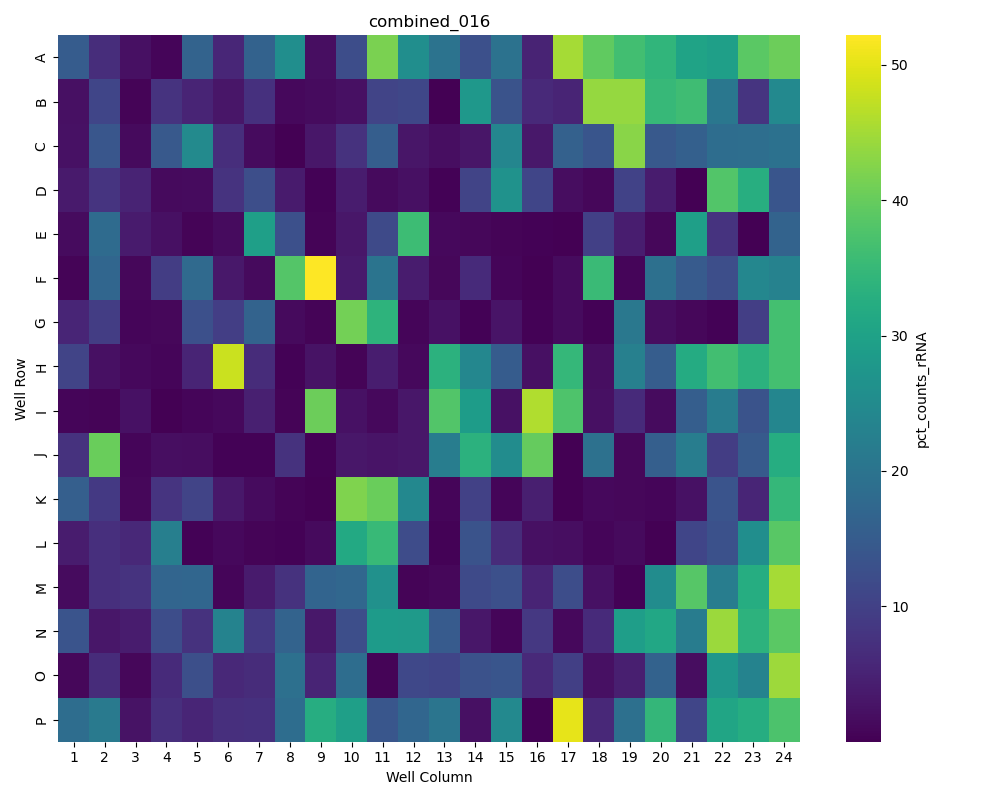 combined_016
Well Row
A
B
C
D
E
F
G
H
I
J
K
L
M
N
O
P
1 2 3 4 5 6 7 8 9 10 11 12 13 14 15 16 17 18 19 20 21 22 23 24
Well Column
50
40
30
20
10
pct_counts_rRNA